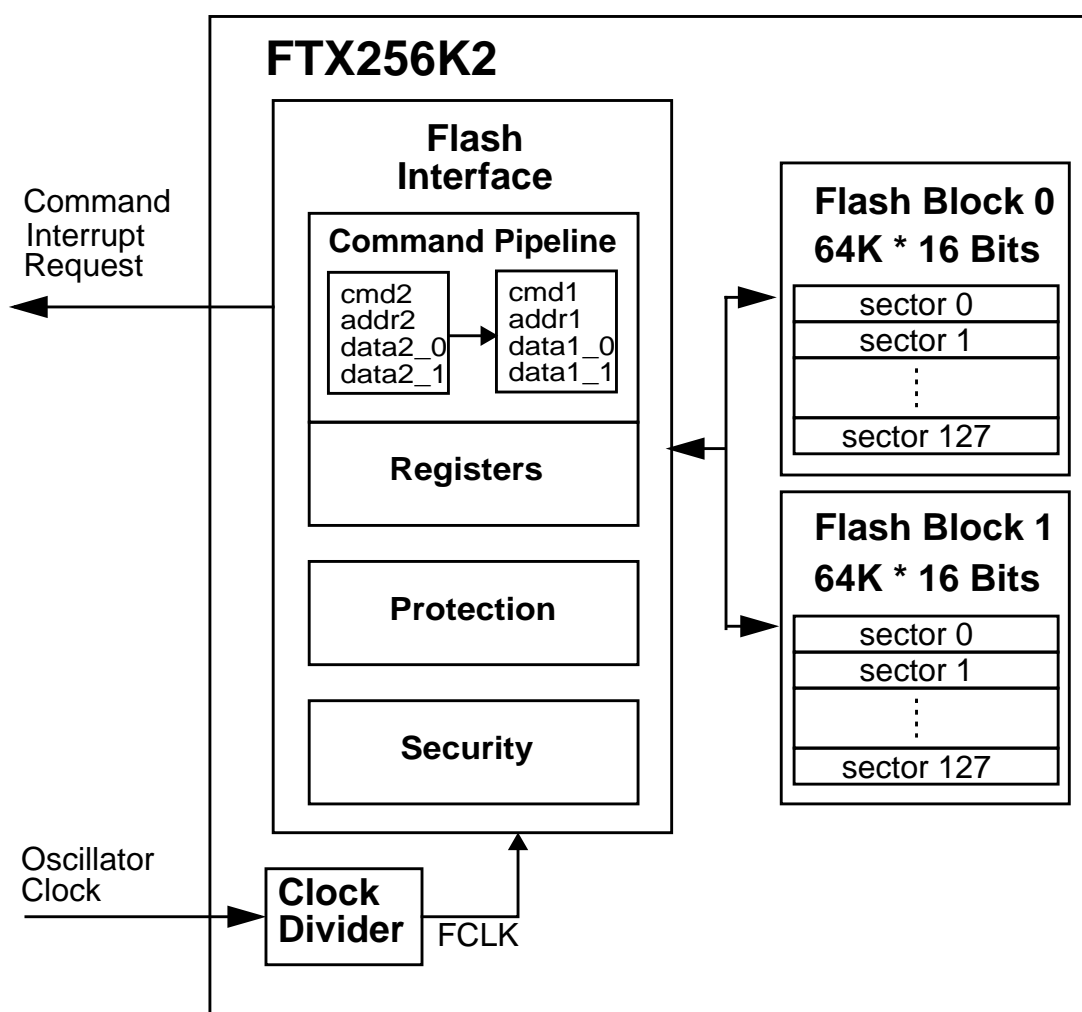 FTX256K2
Flash
Interface
Command Pipeline
cmd2
addr2
data2_0
data2_1
cmd1
addr1
data1_0
data1_1
Registers
Protection
Security
Command
Interrupt
Request
Flash Block 0
64K * 16 Bits
sector 0
sector 1
sector 127
Flash Block 1
64K * 16 Bits
sector 0
sector 1
sector 127
Oscillator
Clock
Clock
Divider
FCLK